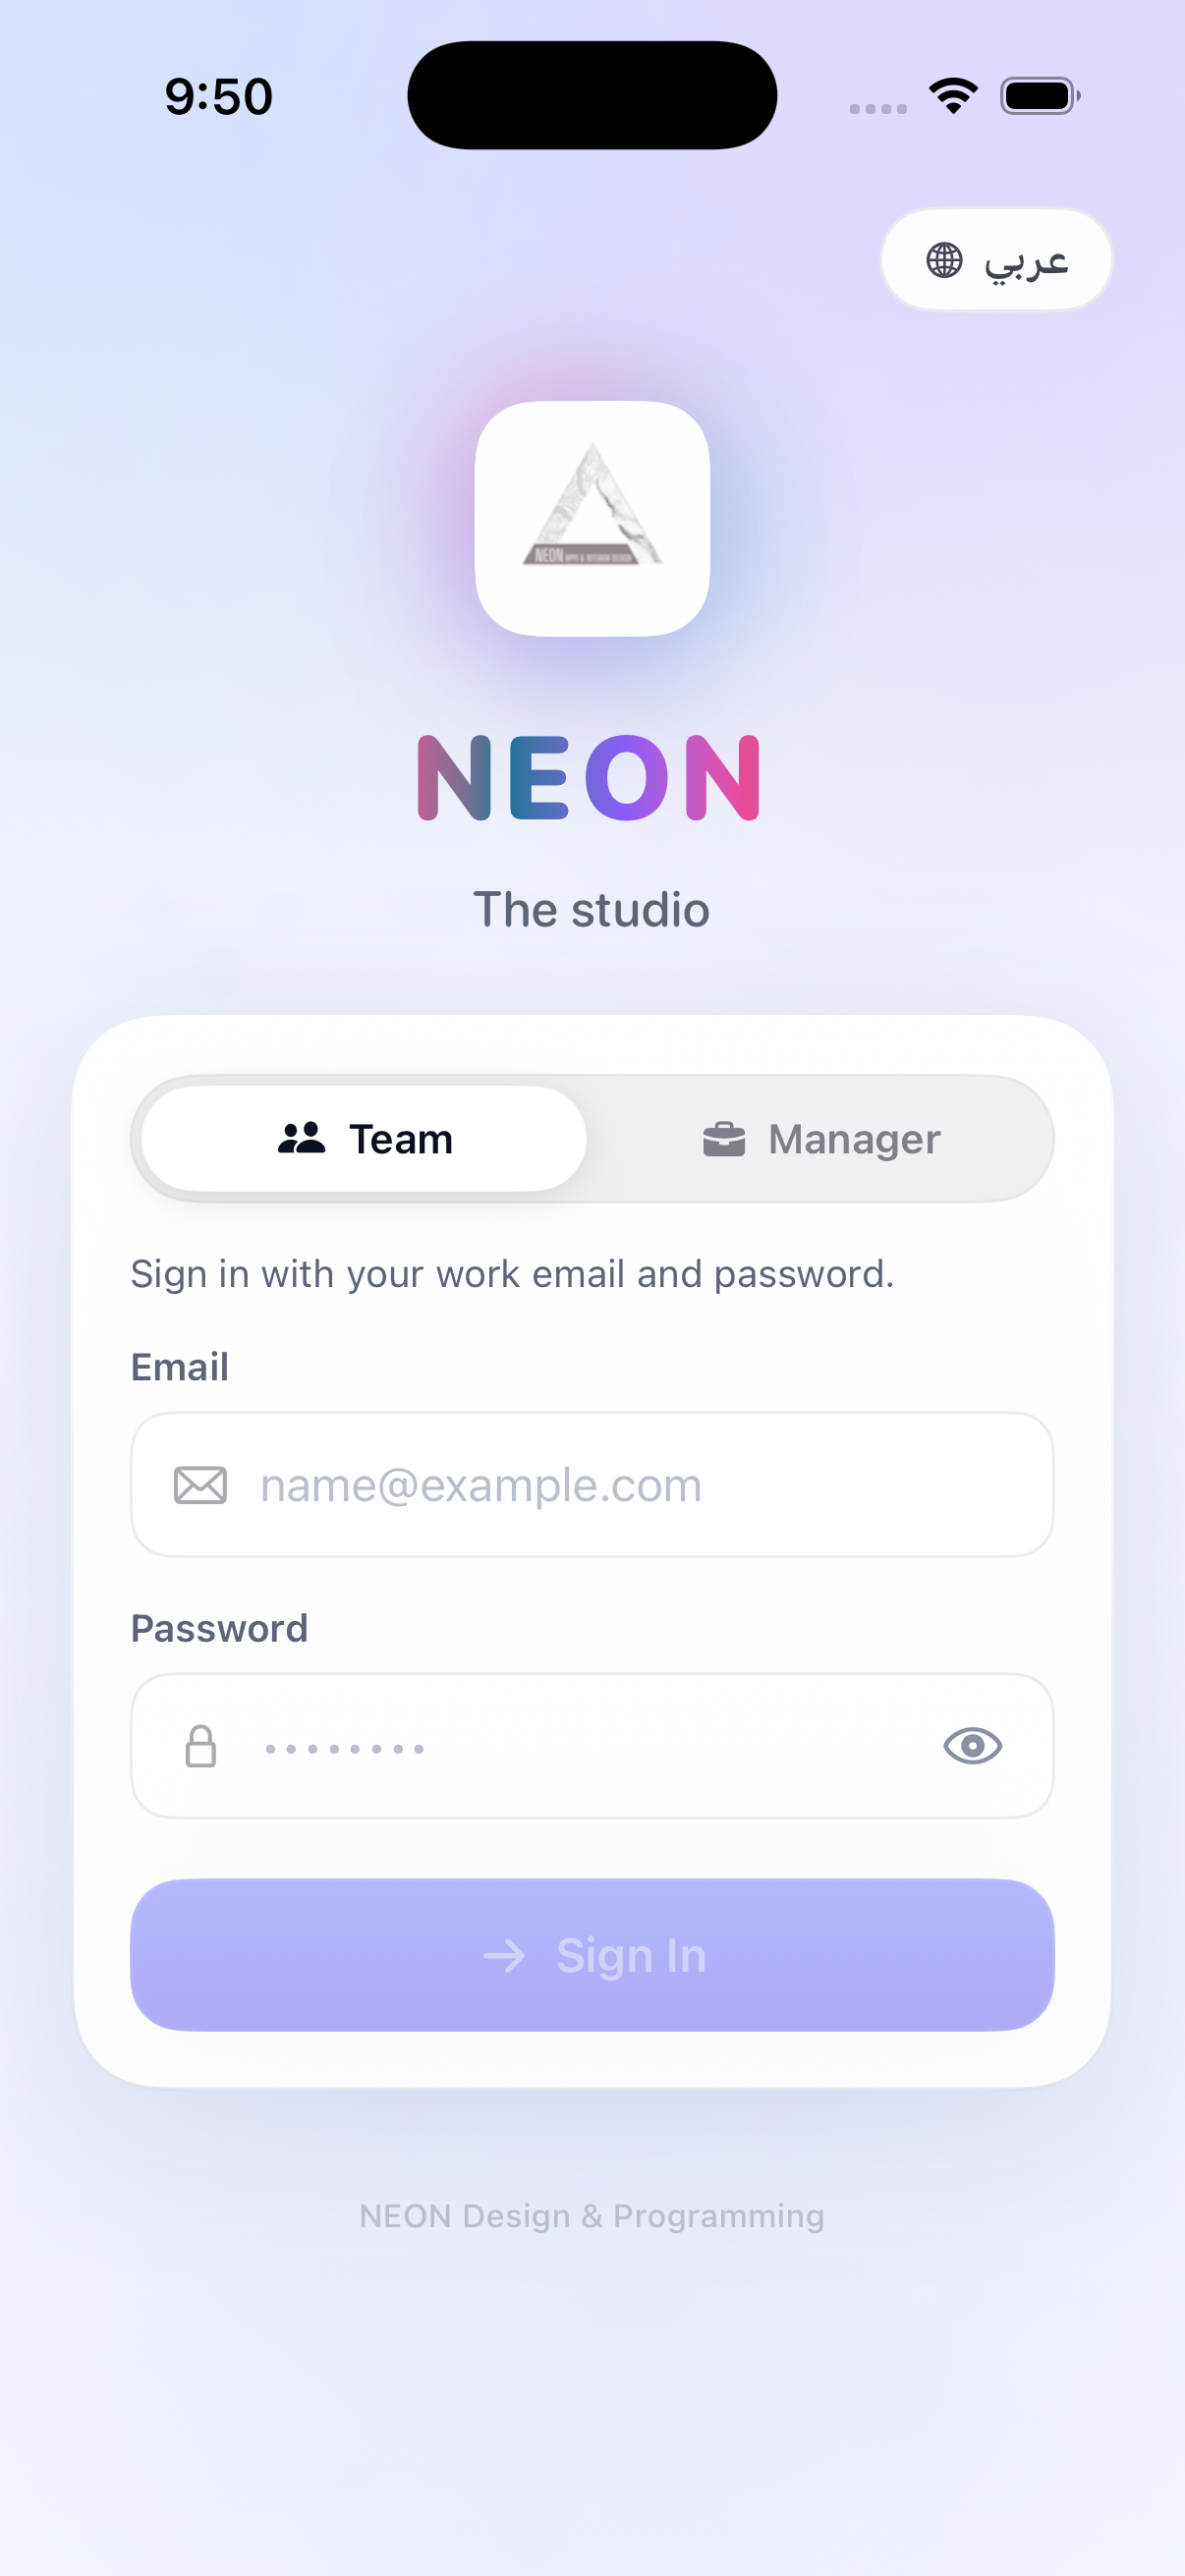 9:50
عربي
NEON
NEON
The studio
Team
Manager
Sign in with your work email and password.
Email
name@example.com
Password
Sign In
NEON Design & Programming